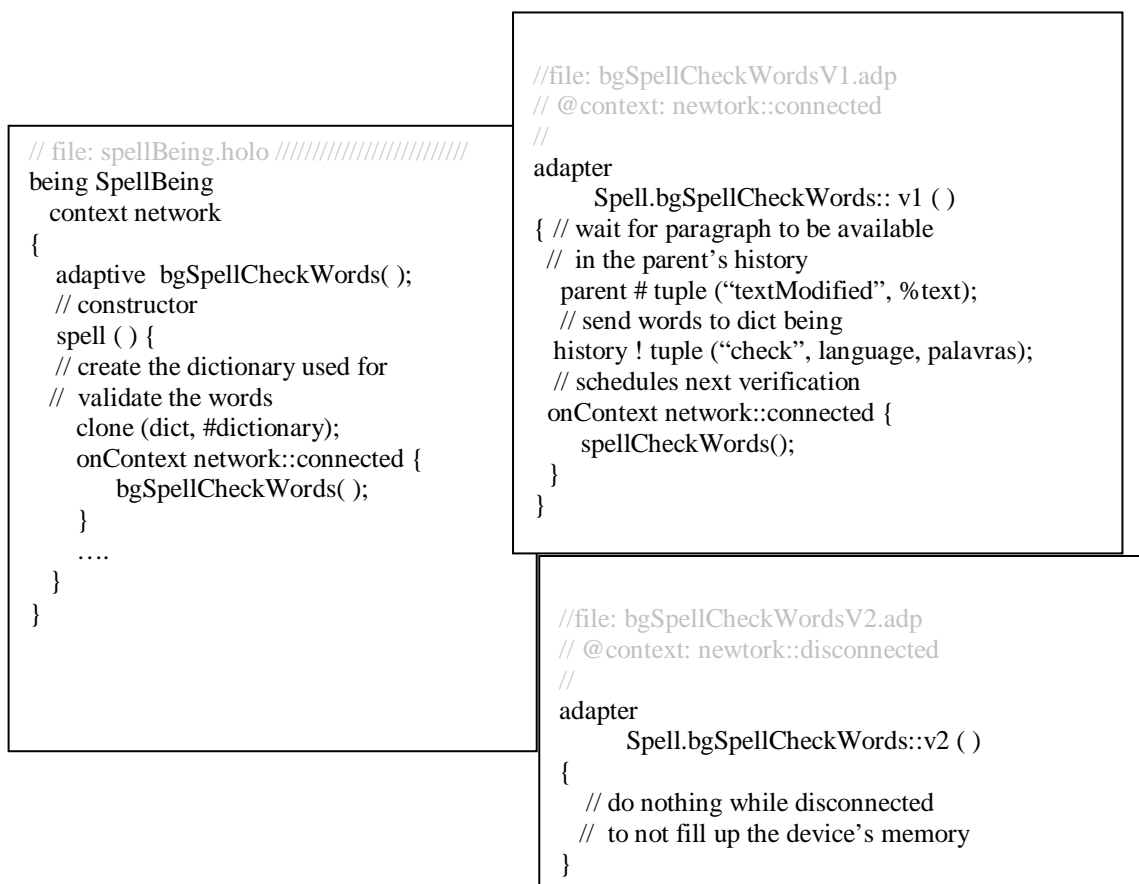 // file: spellBeing.holo //////////////////////////
being SpellBeing
context network
{
adaptive bgSpellCheckWords( );
// constructor
spell ( ) {
// create the dictionary used for
// validate the words
clone (dict, #dictionary);
onContext network::connected {
bgSpellCheckWords( );
}
….
}
}
//file: bgSpellCheckWordsV1.adp
// @context: newtork::connected
//
adapter
Spell.bgSpellCheckWords:: v1 ( )
{ // wait for paragraph to be available
// in the parent’s history
parent # tuple (“textModified”, %text);
// send words to dict being
history ! tuple (“check”, language, palavras);
// schedules next verification
onContext network::connected {
spellCheckWords();
}
}
//file: bgSpellCheckWordsV2.adp
// @context: newtork::disconnected
//
adapter
Spell.bgSpellCheckWords::v2 ( )
{
// do nothing while disconnected
// to not fill up the device’s memory
}